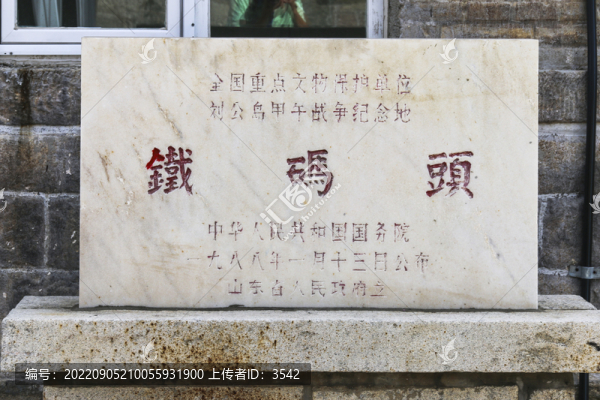 全国重点文物保护单位
刘公岛甲午战争纪念地
鐵碼頭
中华人民共和国国务院
一九八八年一月十三日公布
山东省人民政府立
编号:20220905210055931900 上传者ID:3542